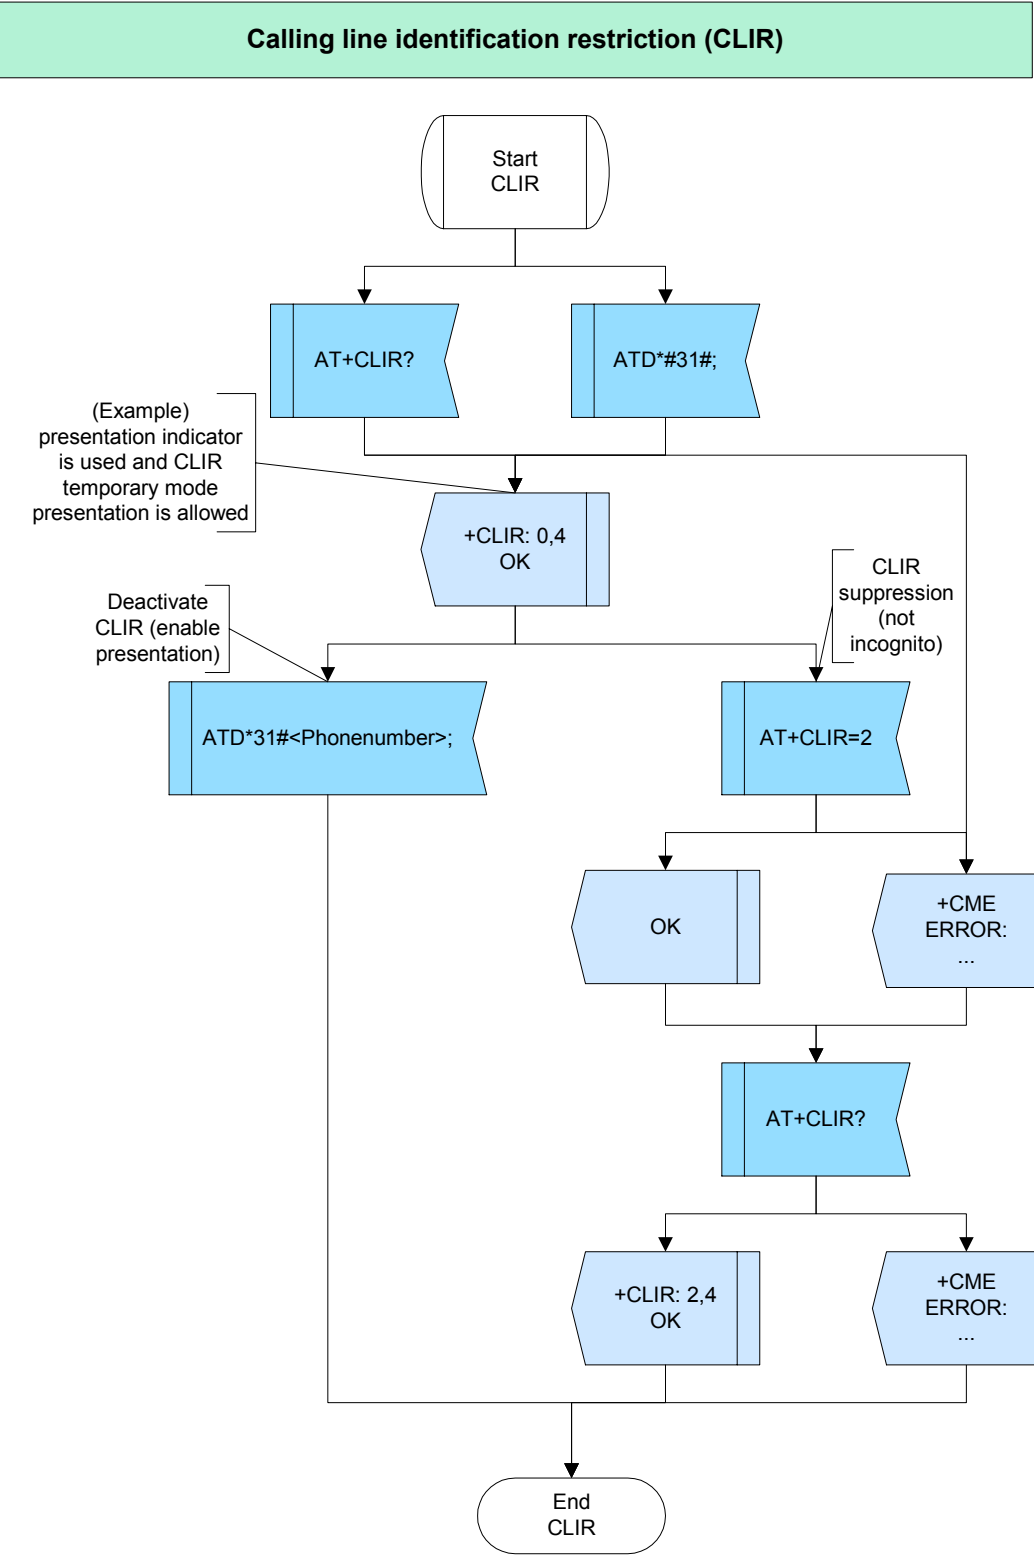 Calling line identification restriction (CLIR)
Start
CLIR
AT+CLIR?
ATD*#31#;
(Example)
presentation indicator
is used and CLIR
temporary mode
presentation is allowed
+CLIR: 0,4
OK
Deactivate
CLIR (enable
presentation)
CLIR
suppression
(not
incognito)
ATD*31#<Phonenumber>;
AT+CLIR=2
OK
+CME
ERROR:
...
AT+CLIR?
+CLIR: 2,4
OK
+CME
ERROR:
...
End
CLIR